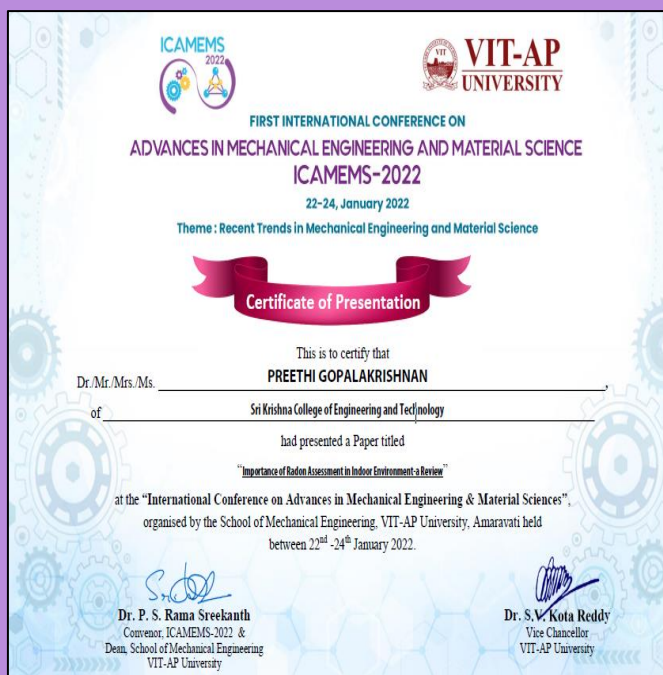 ICAMEMS
2022
VIT
VIT-AP
UNIVERSITY
FIRST INTERNATIONAL CONFERENCE ON
ADVANCES IN MECHANICAL ENGINEERING AND MATERIAL SCIENCE
ICAMEMS-2022
22-24, January 2022
Theme : Recent Trends in Mechanical Engineering and Material Science
Certificate of Presentation
This is to certify that
Dr./Mr./Mrs./Ms. PREETHI GOPALAKRISHNAN,
of Sri Krishna College of Engineering and Technology
had presented a Paper titled
“Importance of Radon Assessment in Indoor Environment-a Review”
at the “International Conference on Advances in Mechanical Engineering & Material Sciences”,
organised by the School of Mechanical Engineering, VIT-AP University, Amaravati held
between 22nd -24th January 2022.
Dr. P. S. Rama Sreekanth
Convenor, ICAMEMS-2022 &
Dean, School of Mechanical Engineering
VIT-AP University
Dr. S.V. Kota Reddy
Vice Chancellor
VIT-AP University